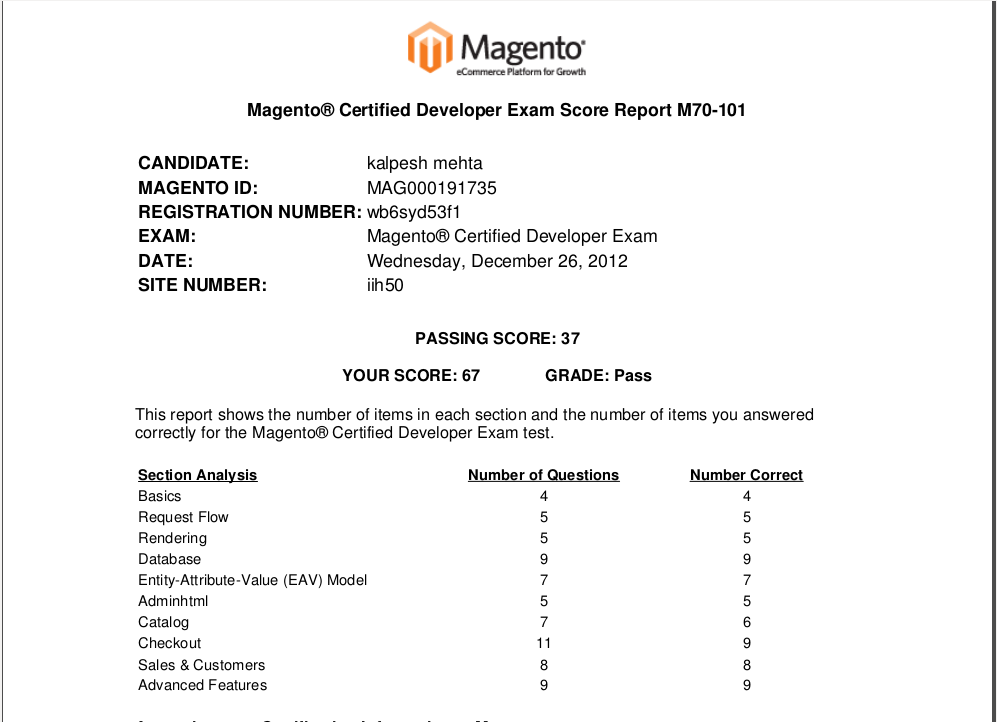 Magento®
eCommerce Platform for Growth
Magento® Certified Developer Exam Score Report M70-101
CANDIDATE: kalpesh mehta
MAGENTO ID: MAG000191735
REGISTRATION NUMBER: wb6syd53f1
EXAM: Magento® Certified Developer Exam
DATE: Wednesday, December 26, 2012
SITE NUMBER: iih50
PASSING SCORE: 37
YOUR SCORE: 67 GRADE: Pass
This report shows the number of items in each section and the number of items you answered
correctly for the Magento® Certified Developer Exam test.
Section Analysis Number of Questions Number Correct
Basics 4 4
Request Flow 5 5
Rendering 5 5
Database 9 9
Entity-Attribute-Value (EAV) Model 7 7
Adminhtml 5 5
Catalog 7 6
Checkout 11 9
Sales & Customers 8 8
Advanced Features 9 9